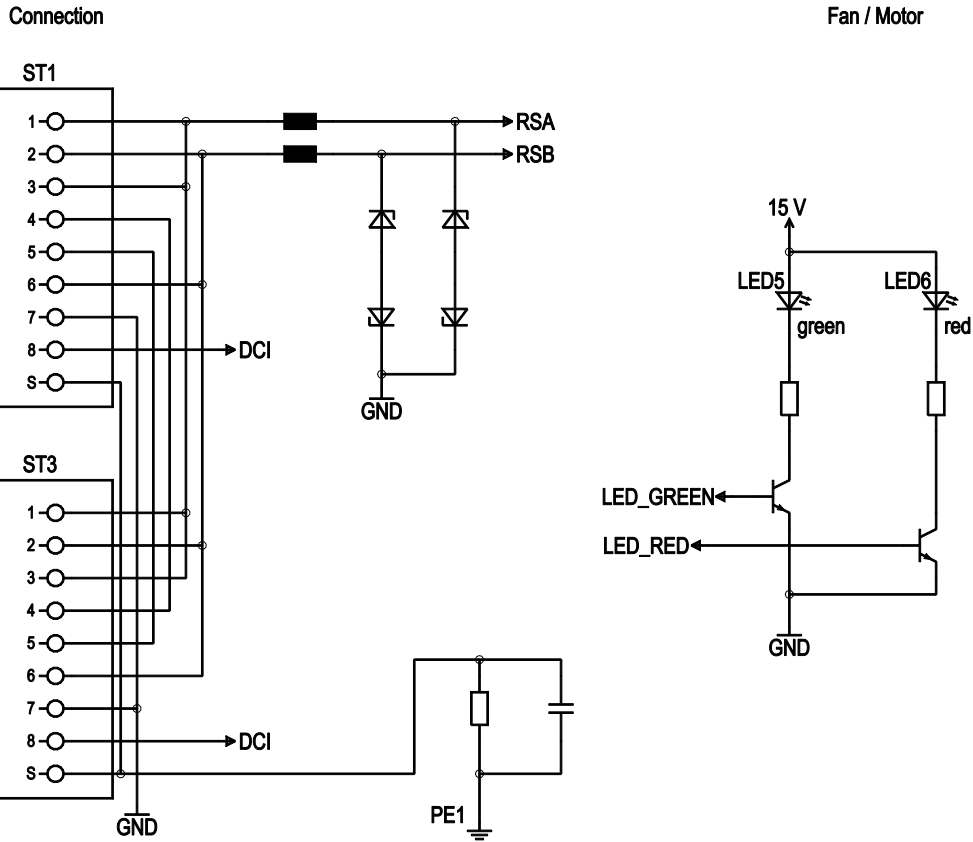 Connection
Fan / Motor
ST1
1
RSA
2
RSB
3
4
5
6
7
8
DCI
S
GND
15 V
LED5
LED6
green
red
ST3
1
LED_GREEN
2
LED_RED
3
4
5
GND
6
7
8
DCI
S
PE1
GND